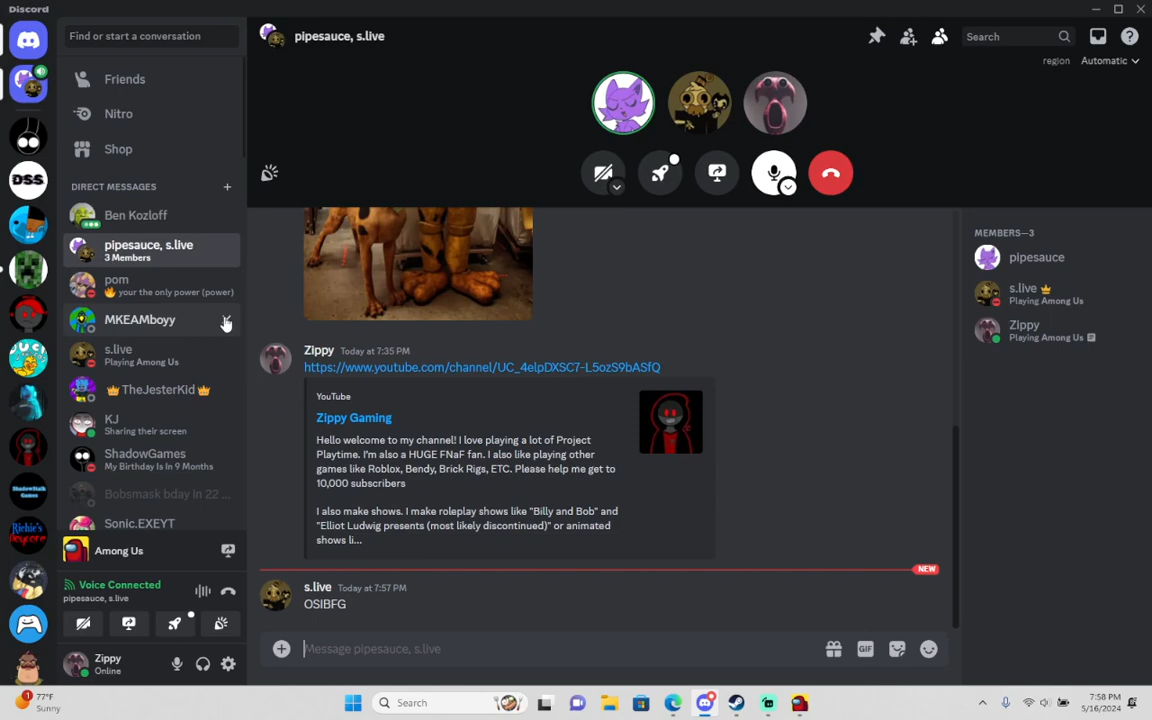 Discord
Find or start a conversation
pipesauce, s.live
Search
region
Automatic
Friends
Nitro
Shop
DIRECT MESSAGES
Ben Kozloff
pipesauce, s.live
3 Members
pom
🔥 your the only power (power)
MKEAMboyy
s.live
Playing Among Us
👑TheJesterKid👑
KJ
Sharing their screen
ShadowGames
My Birthday Is In 9 Months
Bobsmask bday In 22 ...
Sonic.EXEYT
DSS
Among Us
Voice Connected
pipesauce, s.live
Zippy
Online
Zippy Today at 7:35 PM
https://www.youtube.com/channel/UC_4elpDXSC7-L5ozS9bASfQ
YouTube
Zippy Gaming
Hello welcome to my channel! I love playing a lot of Project
Playtime. I'm also a HUGE FNaF fan. I also like playing other
games like Roblox, Bendy, Brick Rigs, ETC. Please help me get to
10,000 subscribers
I also make shows. I make roleplay shows like "Billy and Bob" and
"Elliot Ludwig presents (most likely discontinued)" or animated
shows li...
NEW
s.live Today at 7:57 PM
OSIBFG
Message pipesauce, s.live
GIF
MEMBERS—3
pipesauce
s.live
Playing Among Us
Zippy
Playing Among Us
1
77°F
Sunny
Search
7:58 PM
5/16/2024